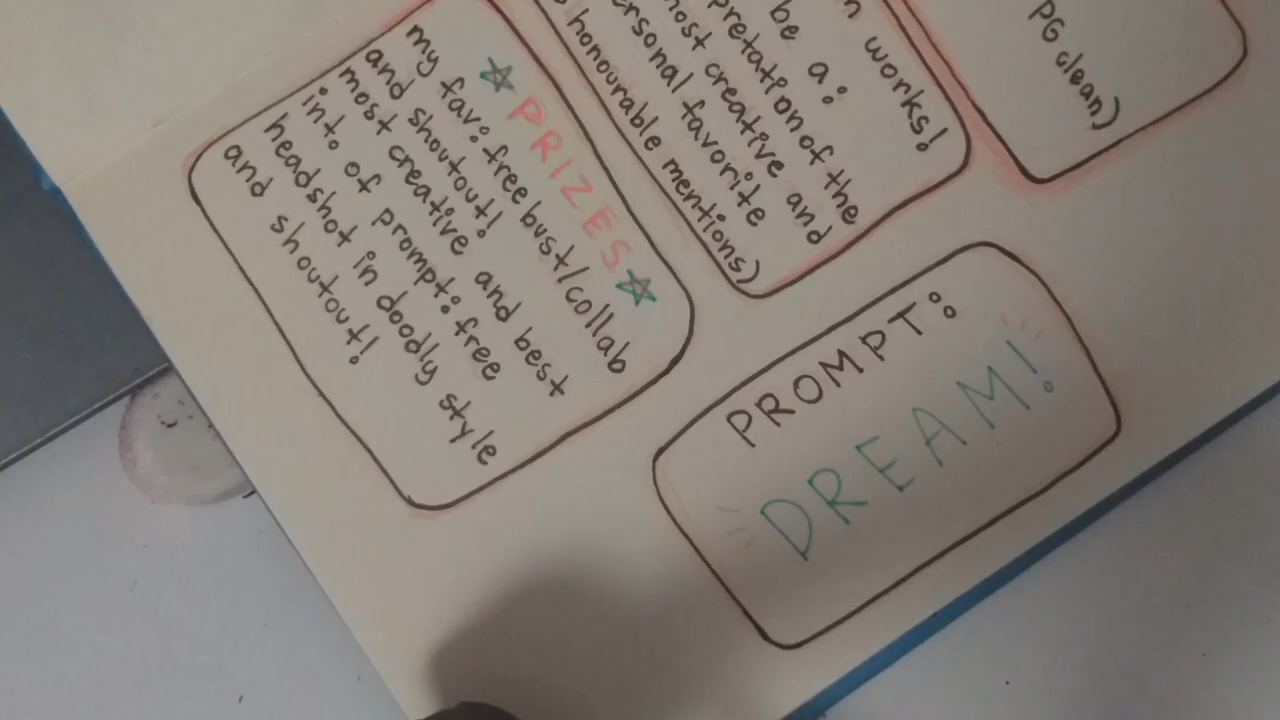 PG clean)
n works!
be a:
pretation of the
most creative and
ersonal favorite
honourable mentions)
☆ PRIZES ☆
my fav: free bust/collab
and shoutout!
most creative and best
int. of prompt: free
headshot in doodly style
and shoutout!
PROMPT:
DREAM!